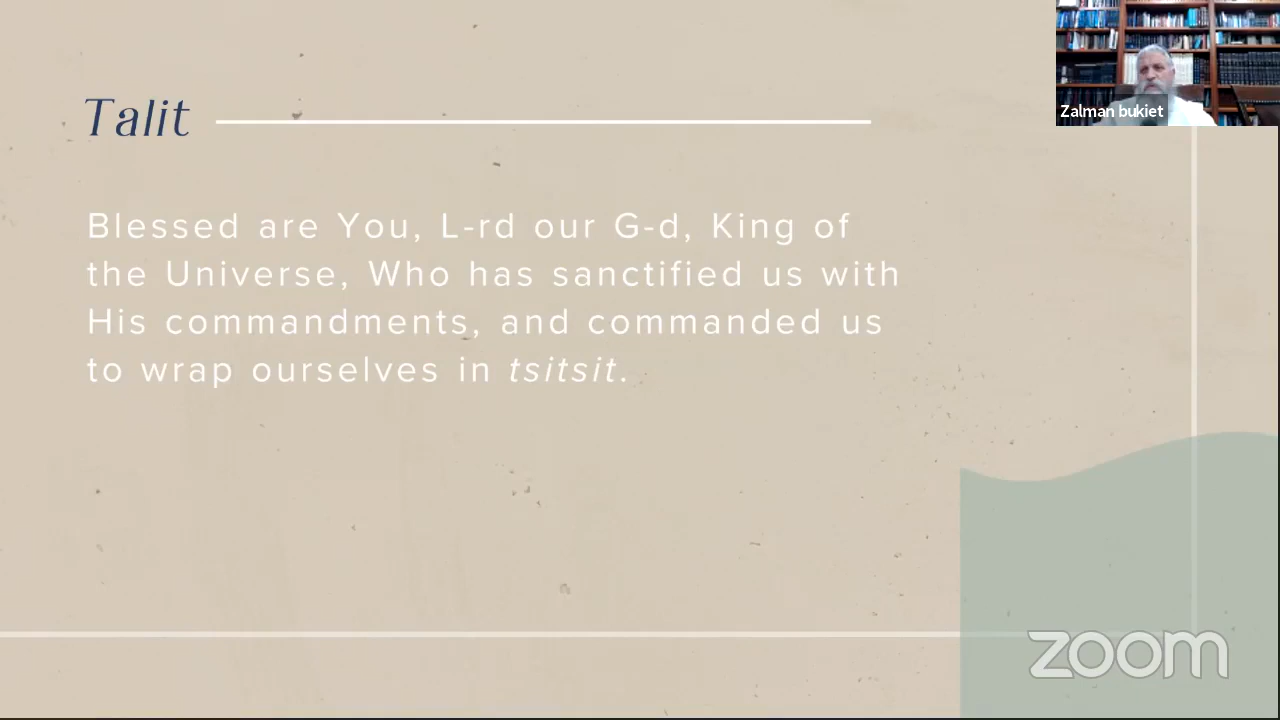 Talit
Blessed are You, L-rd our G-d, King of
the Universe, Who has sanctified us with
His commandments, and commanded us
to wrap ourselves in tsitsit.
Zalman bukiet
zoom